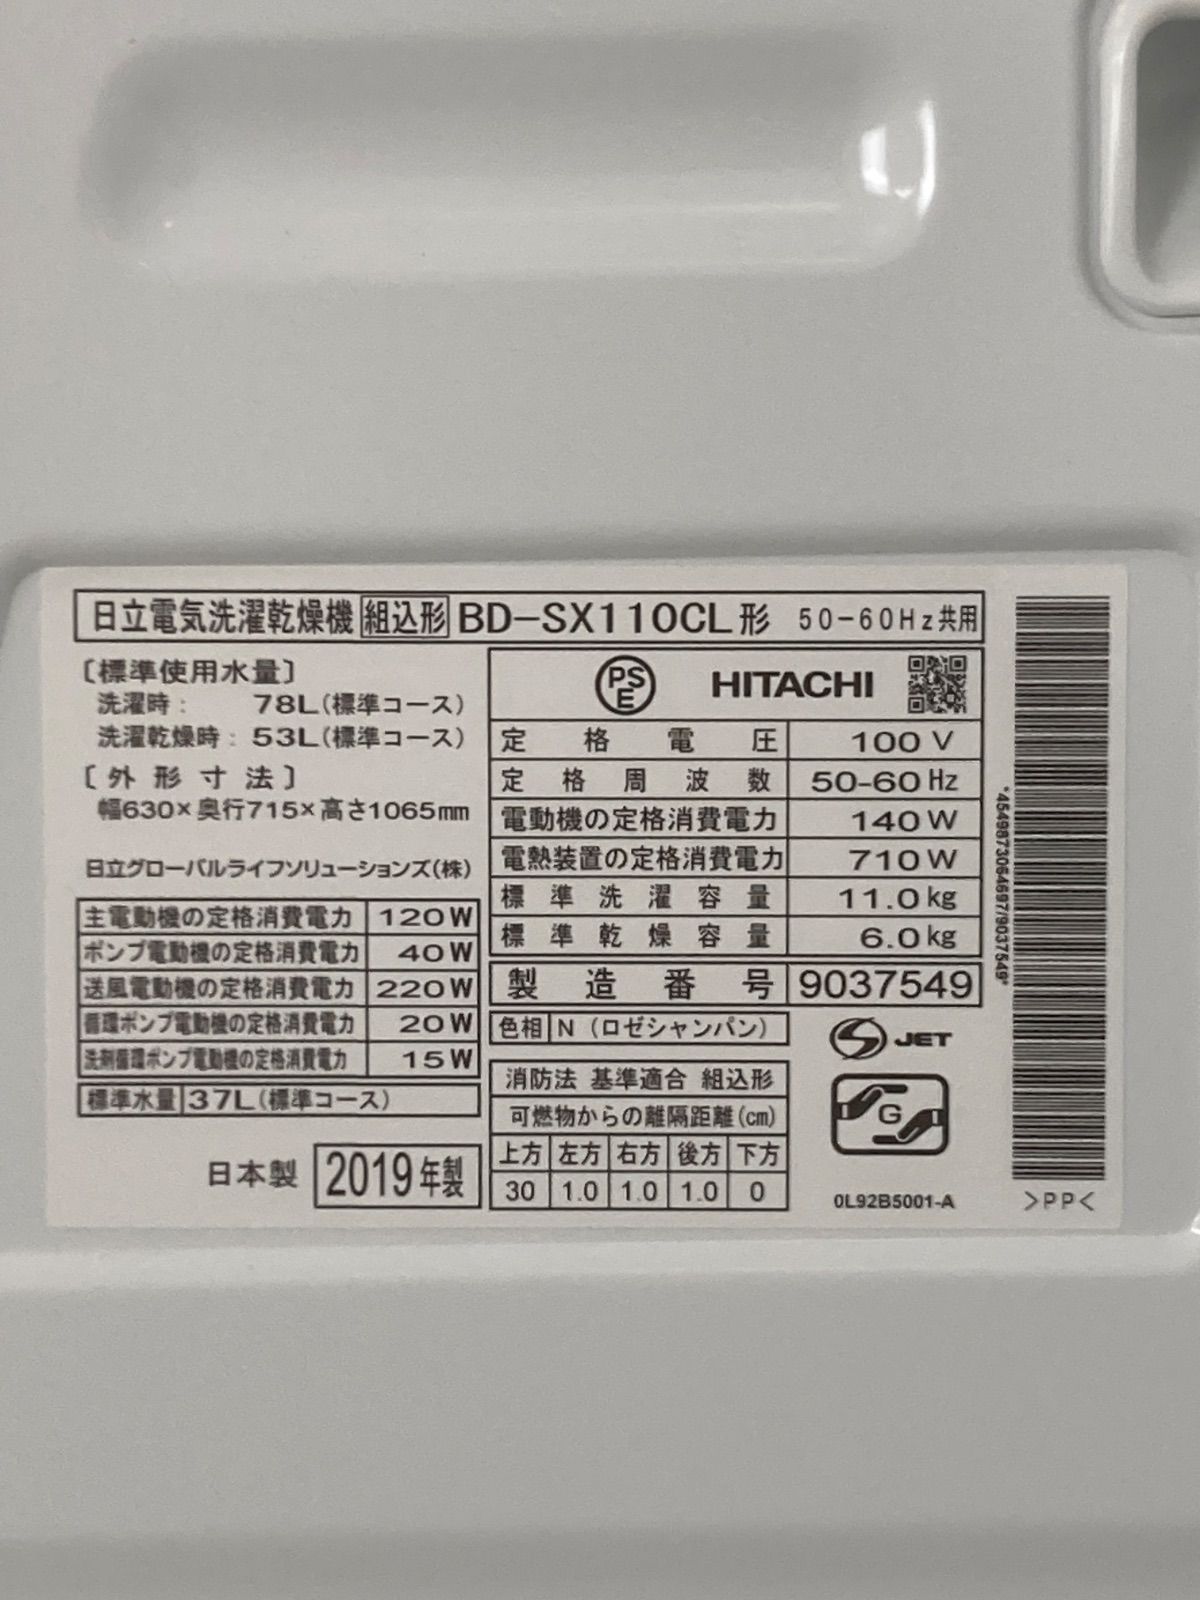 日立電気洗濯乾燥機 組込形 BD-SX110CL形 50-60Hz共用
〔標準使用水量〕
洗濯時: 78L(標準コース)
洗濯乾燥時: 53L(標準コース)
〔外形寸法〕
幅630×奥行715×高さ1065mm
日立グローバルライフソリューションズ(株)
主電動機の定格消費電力 120W
ポンプ電動機の定格消費電力 40W
送風電動機の定格消費電力 220W
循環ポンプ電動機の定格消費電力 20W
洗剤循環ポンプ電動機の定格消費電力 15W
標準水量 37L(標準コース)
日本製 2019年製
PSE HITACHI
定格電圧 100V
定格周波数 50-60Hz
電動機の定格消費電力 140W
電熱装置の定格消費電力 710W
標準洗濯容量 11.0kg
標準乾燥容量 6.0kg
製造番号 9037549
色相 N(ロゼシャンパン)
消防法 基準適合 組込形
可燃物からの離隔距離(cm)
上方 左方 右方 後方 下方
30 1.0 1.0 1.0 0
S JET
G
0L92B5001-A
*4549873064697/9037549*
>PP<